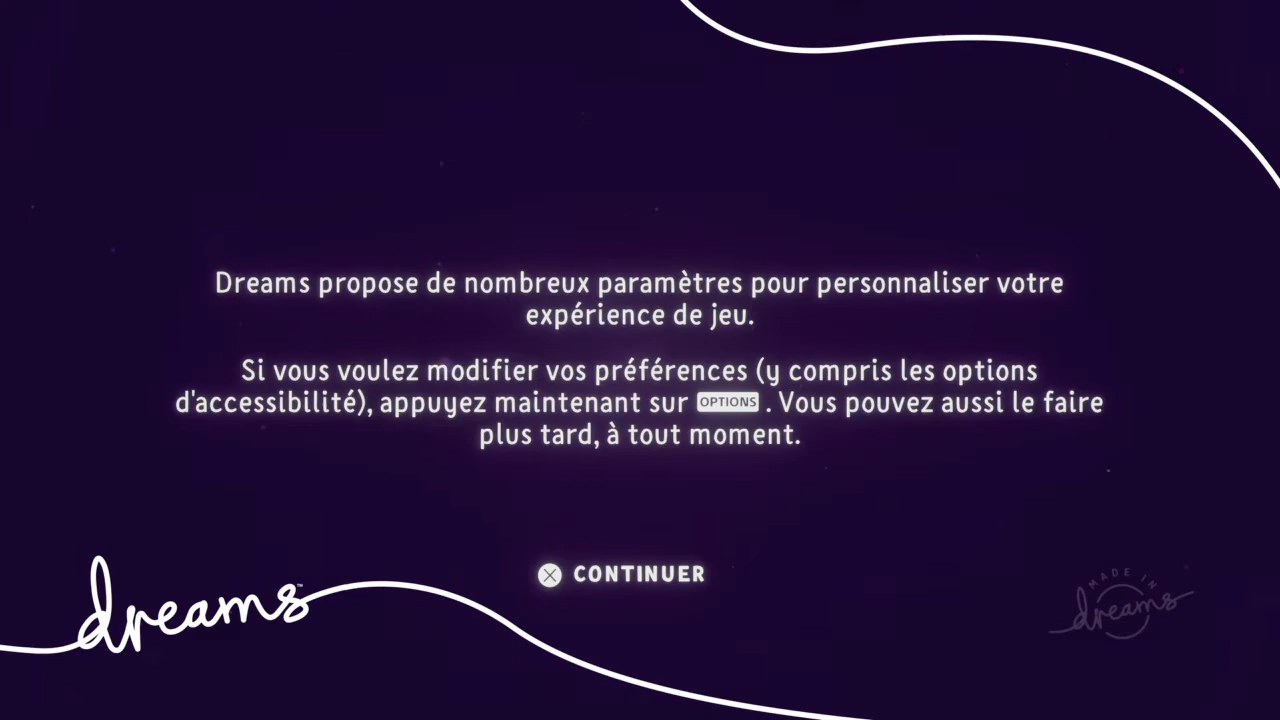 Dreams propose de nombreux paramètres pour personnaliser votre
expérience de jeu.
Si vous voulez modifier vos préférences (y compris les options
d'accessibilité), appuyez maintenant sur OPTIONS . Vous pouvez aussi le faire
plus tard, à tout moment.
CONTINUER
dreams™
MADE IN
dreams